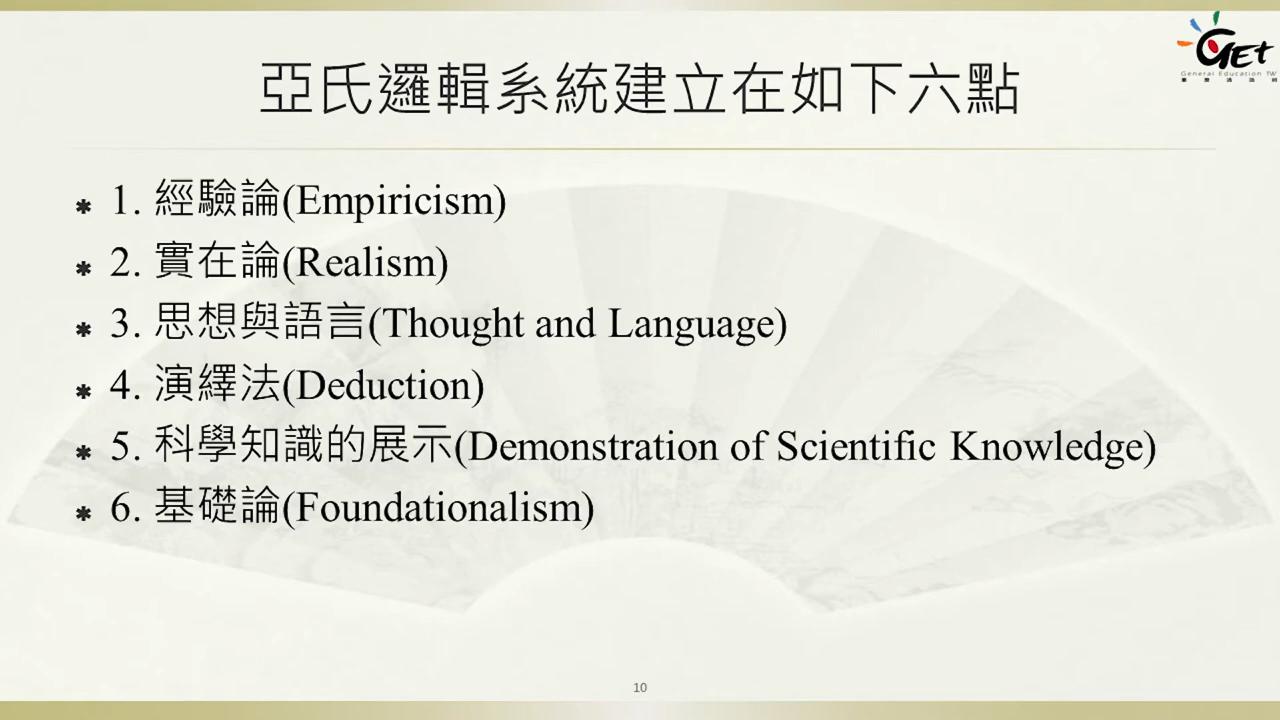 GEt
General Education TW
亞氏邏輯系統建立在如下六點
1. 經驗論(Empiricism)
2. 實在論(Realism)
3. 思想與語言(Thought and Language)
4. 演繹法(Deduction)
5. 科學知識的展示(Demonstration of Scientific Knowledge)
6. 基礎論(Foundationalism)
10